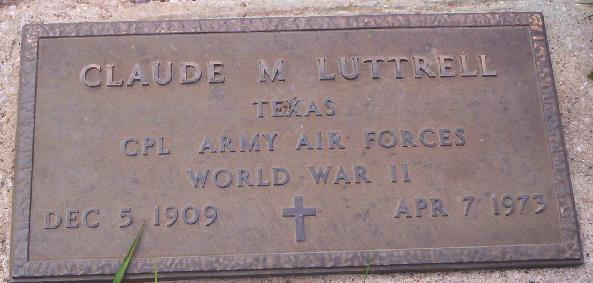 CLAUDE M LUTTRELL
TEXAS
CPL ARMY AIR FORCES
WORLD WAR II
DEC 5 1909 APR 7 1973